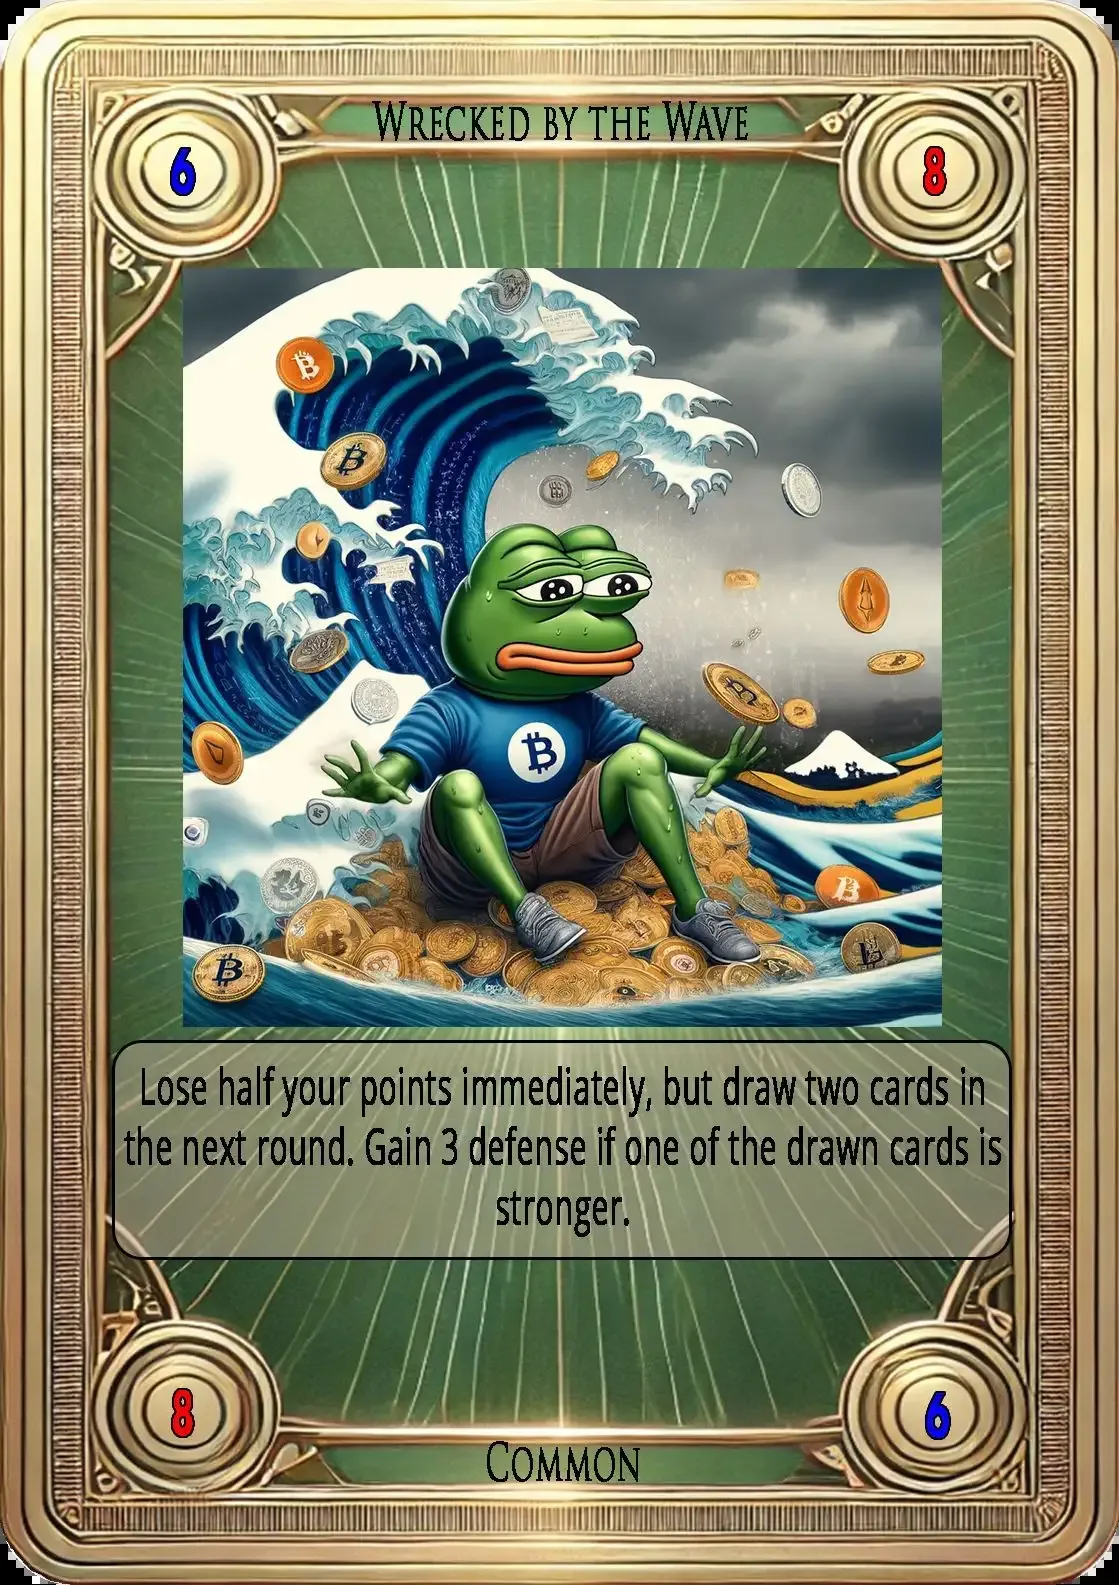 Wrecked by the Wave
6
8
Lose half your points immediately, but draw two cards in
the next round. Gain 3 defense if one of the drawn cards is
stronger.
8
6
Common